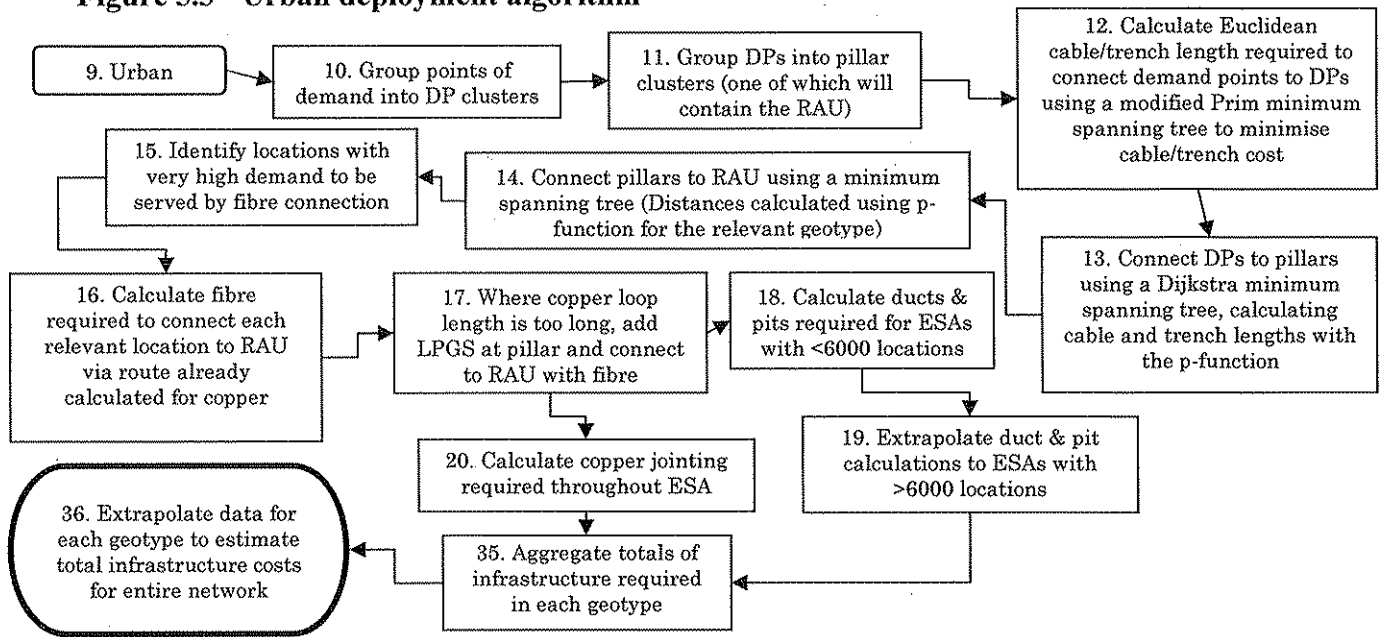 Figure 3.3 Urban deployment algorithm
9. Urban
10. Group points of
demand into DP clusters
11. Group DPs into pillar
clusters (one of which will
contain the RAU)
12. Calculate Euclidean
cable/trench length required to
connect demand points to DPs
using a modified Prim minimum
spanning tree to minimise
cable/trench cost
13. Connect DPs to pillars
using a Dijkstra minimum
spanning tree, calculating
cable and trench lengths with
the p-function
14. Connect pillars to RAU using a minimum
spanning tree (Distances calculated using p-
function for the relevant geotype)
15. Identify locations with
very high demand to be
served by fibre connection
16. Calculate fibre
required to connect each
relevant location to RAU
via route already
calculated for copper
17. Where copper loop
length is too long, add
LPGS at pillar and connect
to RAU with fibre
18. Calculate ducts &
pits required for ESAs
with <6000 locations
19. Extrapolate duct & pit
calculations to ESAs with
>6000 locations
20. Calculate copper jointing
required throughout ESA
35. Aggregate totals of
infrastructure required
in each geotype
36. Extrapolate data for
each geotype to estimate
total infrastructure costs
for entire network